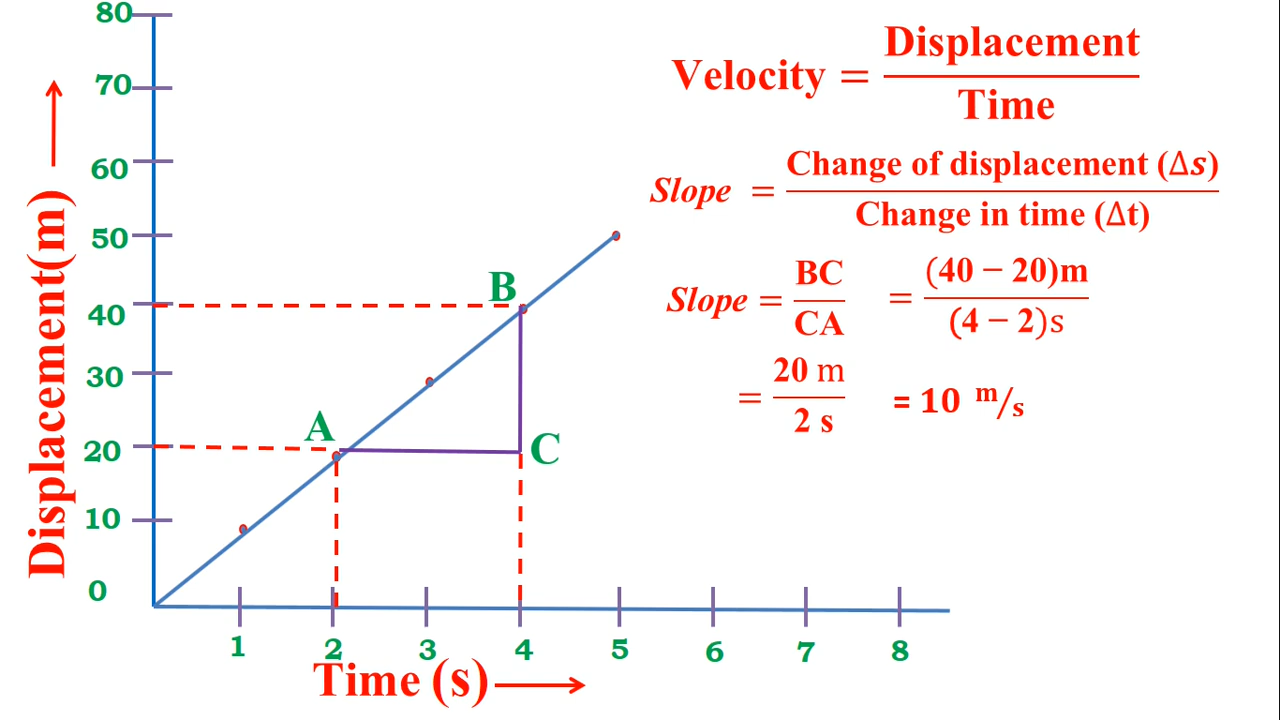 80
70
60
50
40
30
20
10
0
Displacement(m)
1 2 3 4 5 6 7 8
Time (s)
A
B
C
Velocity = Displacement / Time
Slope = Change of displacement (Δs) / Change in time (Δt)
Slope = BC / CA = (40 − 20)m / (4 − 2)s
= 20 m / 2 s = 10 m/s